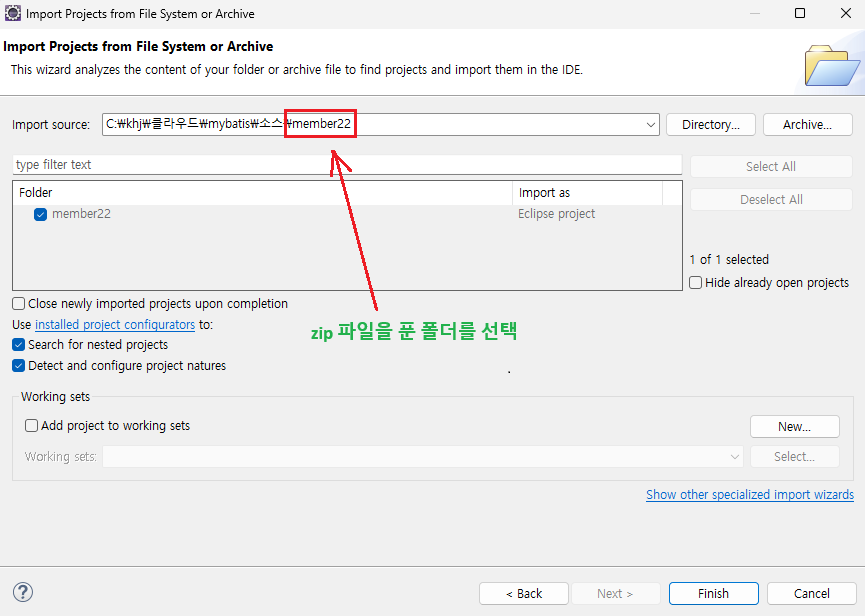 Import Projects from File System or Archive
Import Projects from File System or Archive
This wizard analyzes the content of your folder or archive file to find projects and import them in the IDE.
Import source: C:₩khj₩클라우드₩mybatis₩소스₩member22 Directory... Archive...
type filter text Select All
Folder Import as Deselect All
member22 Eclipse project
1 of 1 selected
Hide already open projects
Close newly imported projects upon completion
Use installed project configurators to:
zip 파일을 푼 폴더를 선택
Search for nested projects
Detect and configure project natures
Working sets
Add project to working sets New...
Working sets: Select...
Show other specialized import wizards
? < Back Next > Finish Cancel